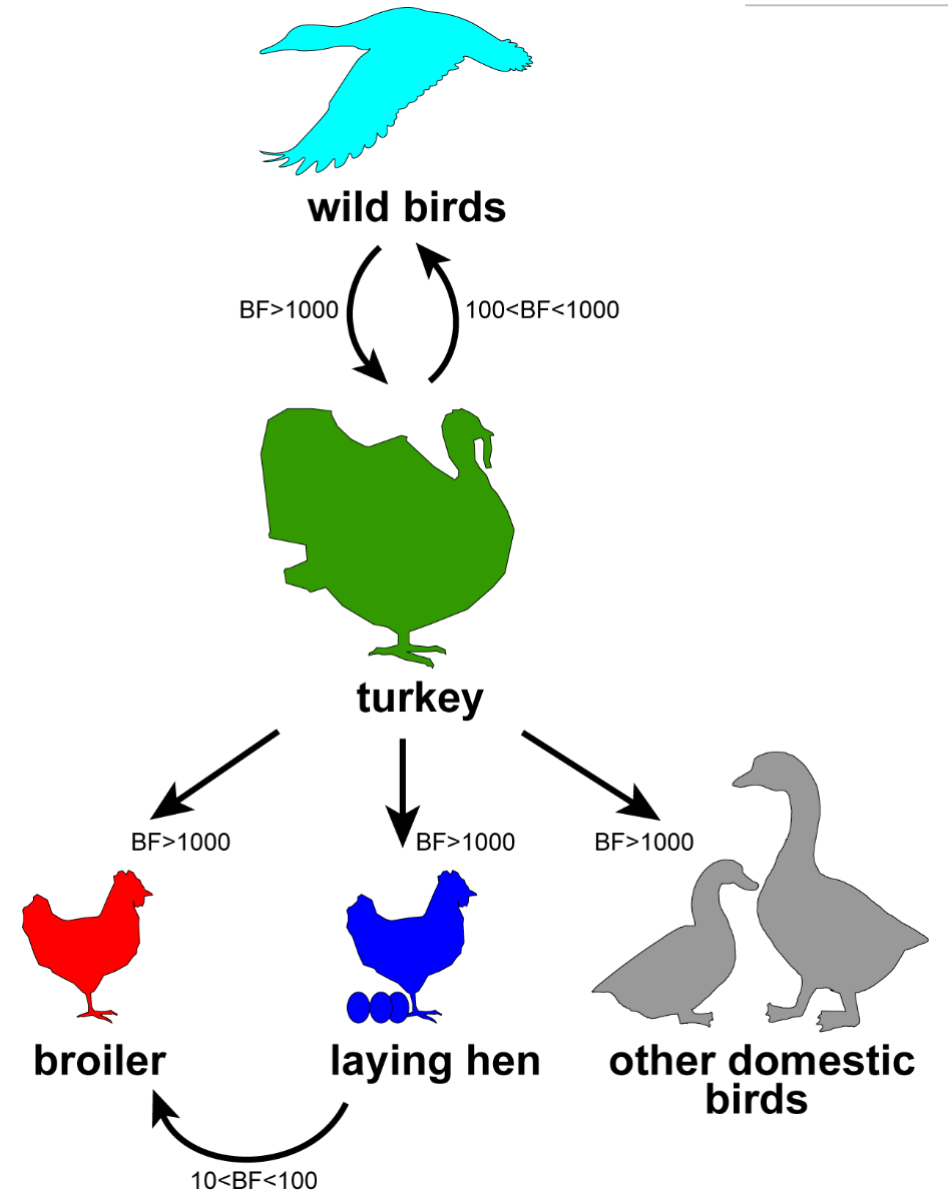 wild birds
BF>1000
100<BF<1000
turkey
BF>1000
BF>1000
BF>1000
broiler
laying hen
other domestic
birds
10<BF<100